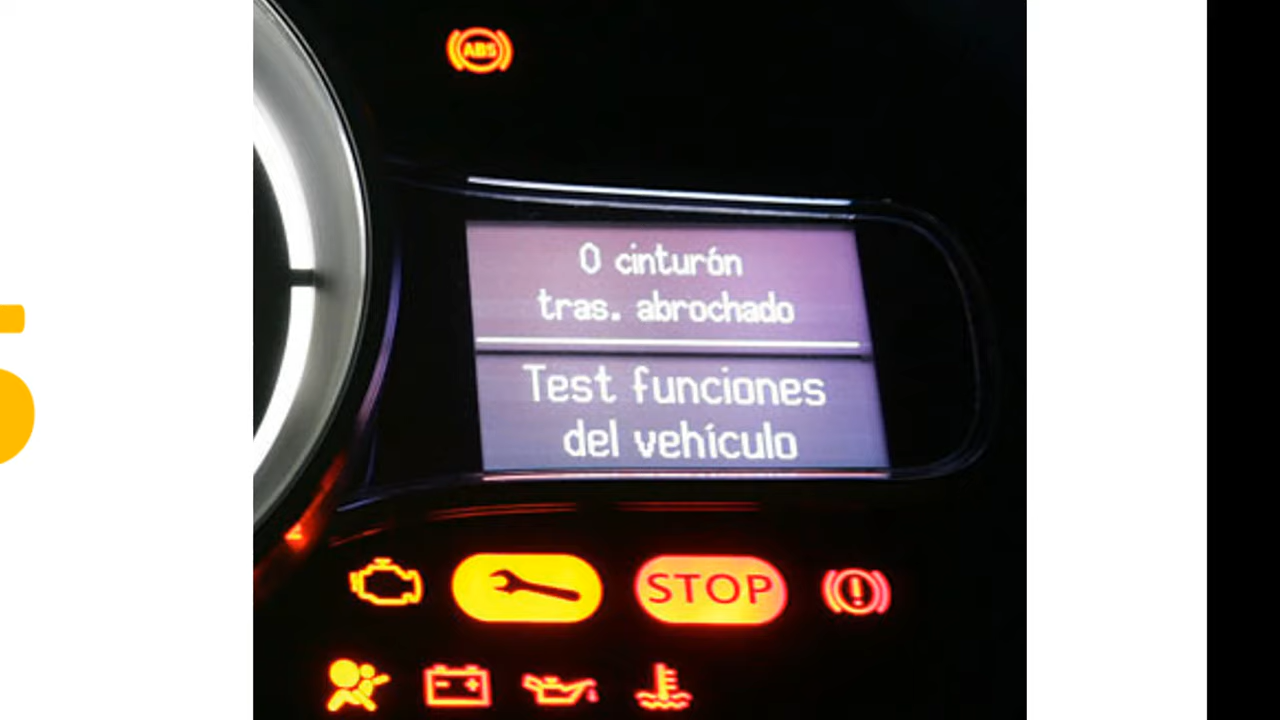 ABS
0 cinturón
tras. abrochado
Test funciones
del vehículo
STOP